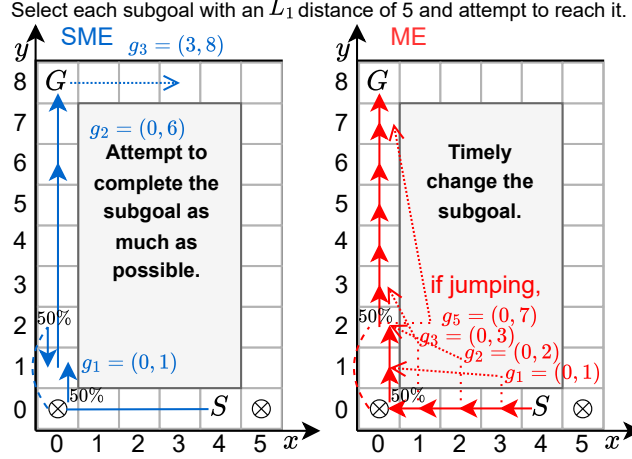 Select each subgoal with an L₁ distance of 5 and attempt to reach it.
SME
y
g₃ = (3, 8)
G
8
7
6
5
4
3
2
1
0
g₂ = (0, 6)
Attempt to
complete the
subgoal as
much as
possible.
50%
g₁ = (0, 1)
50%
S
0 1 2 3 4 5 x
ME
y
G
8
7
6
5
4
3
2
1
0
Timely
change the
subgoal.
if jumping,
50%
g₅ = (0, 7)
g₃ = (0, 3)
g₂ = (0, 2)
g₁ = (0, 1)
50%
S
0 1 2 3 4 5 x